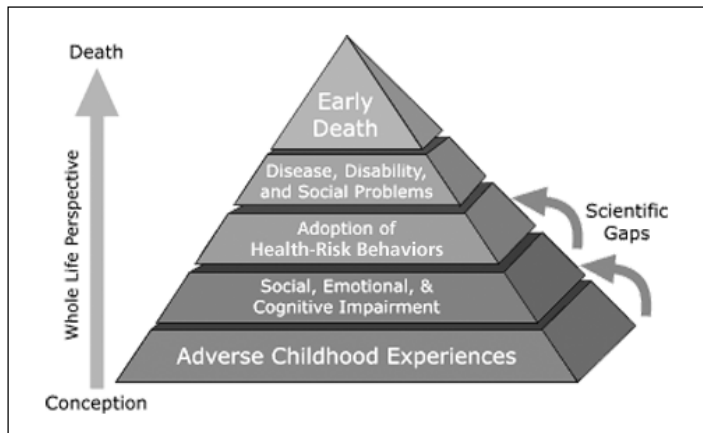 Death
Early
Death
Disease, Disability,
and Social Problems
Scientific
Gaps
Adoption of
Health-Risk Behaviors
Whole Life Perspective
Social, Emotional, &
Cognitive Impairment
Adverse Childhood Experiences
Conception